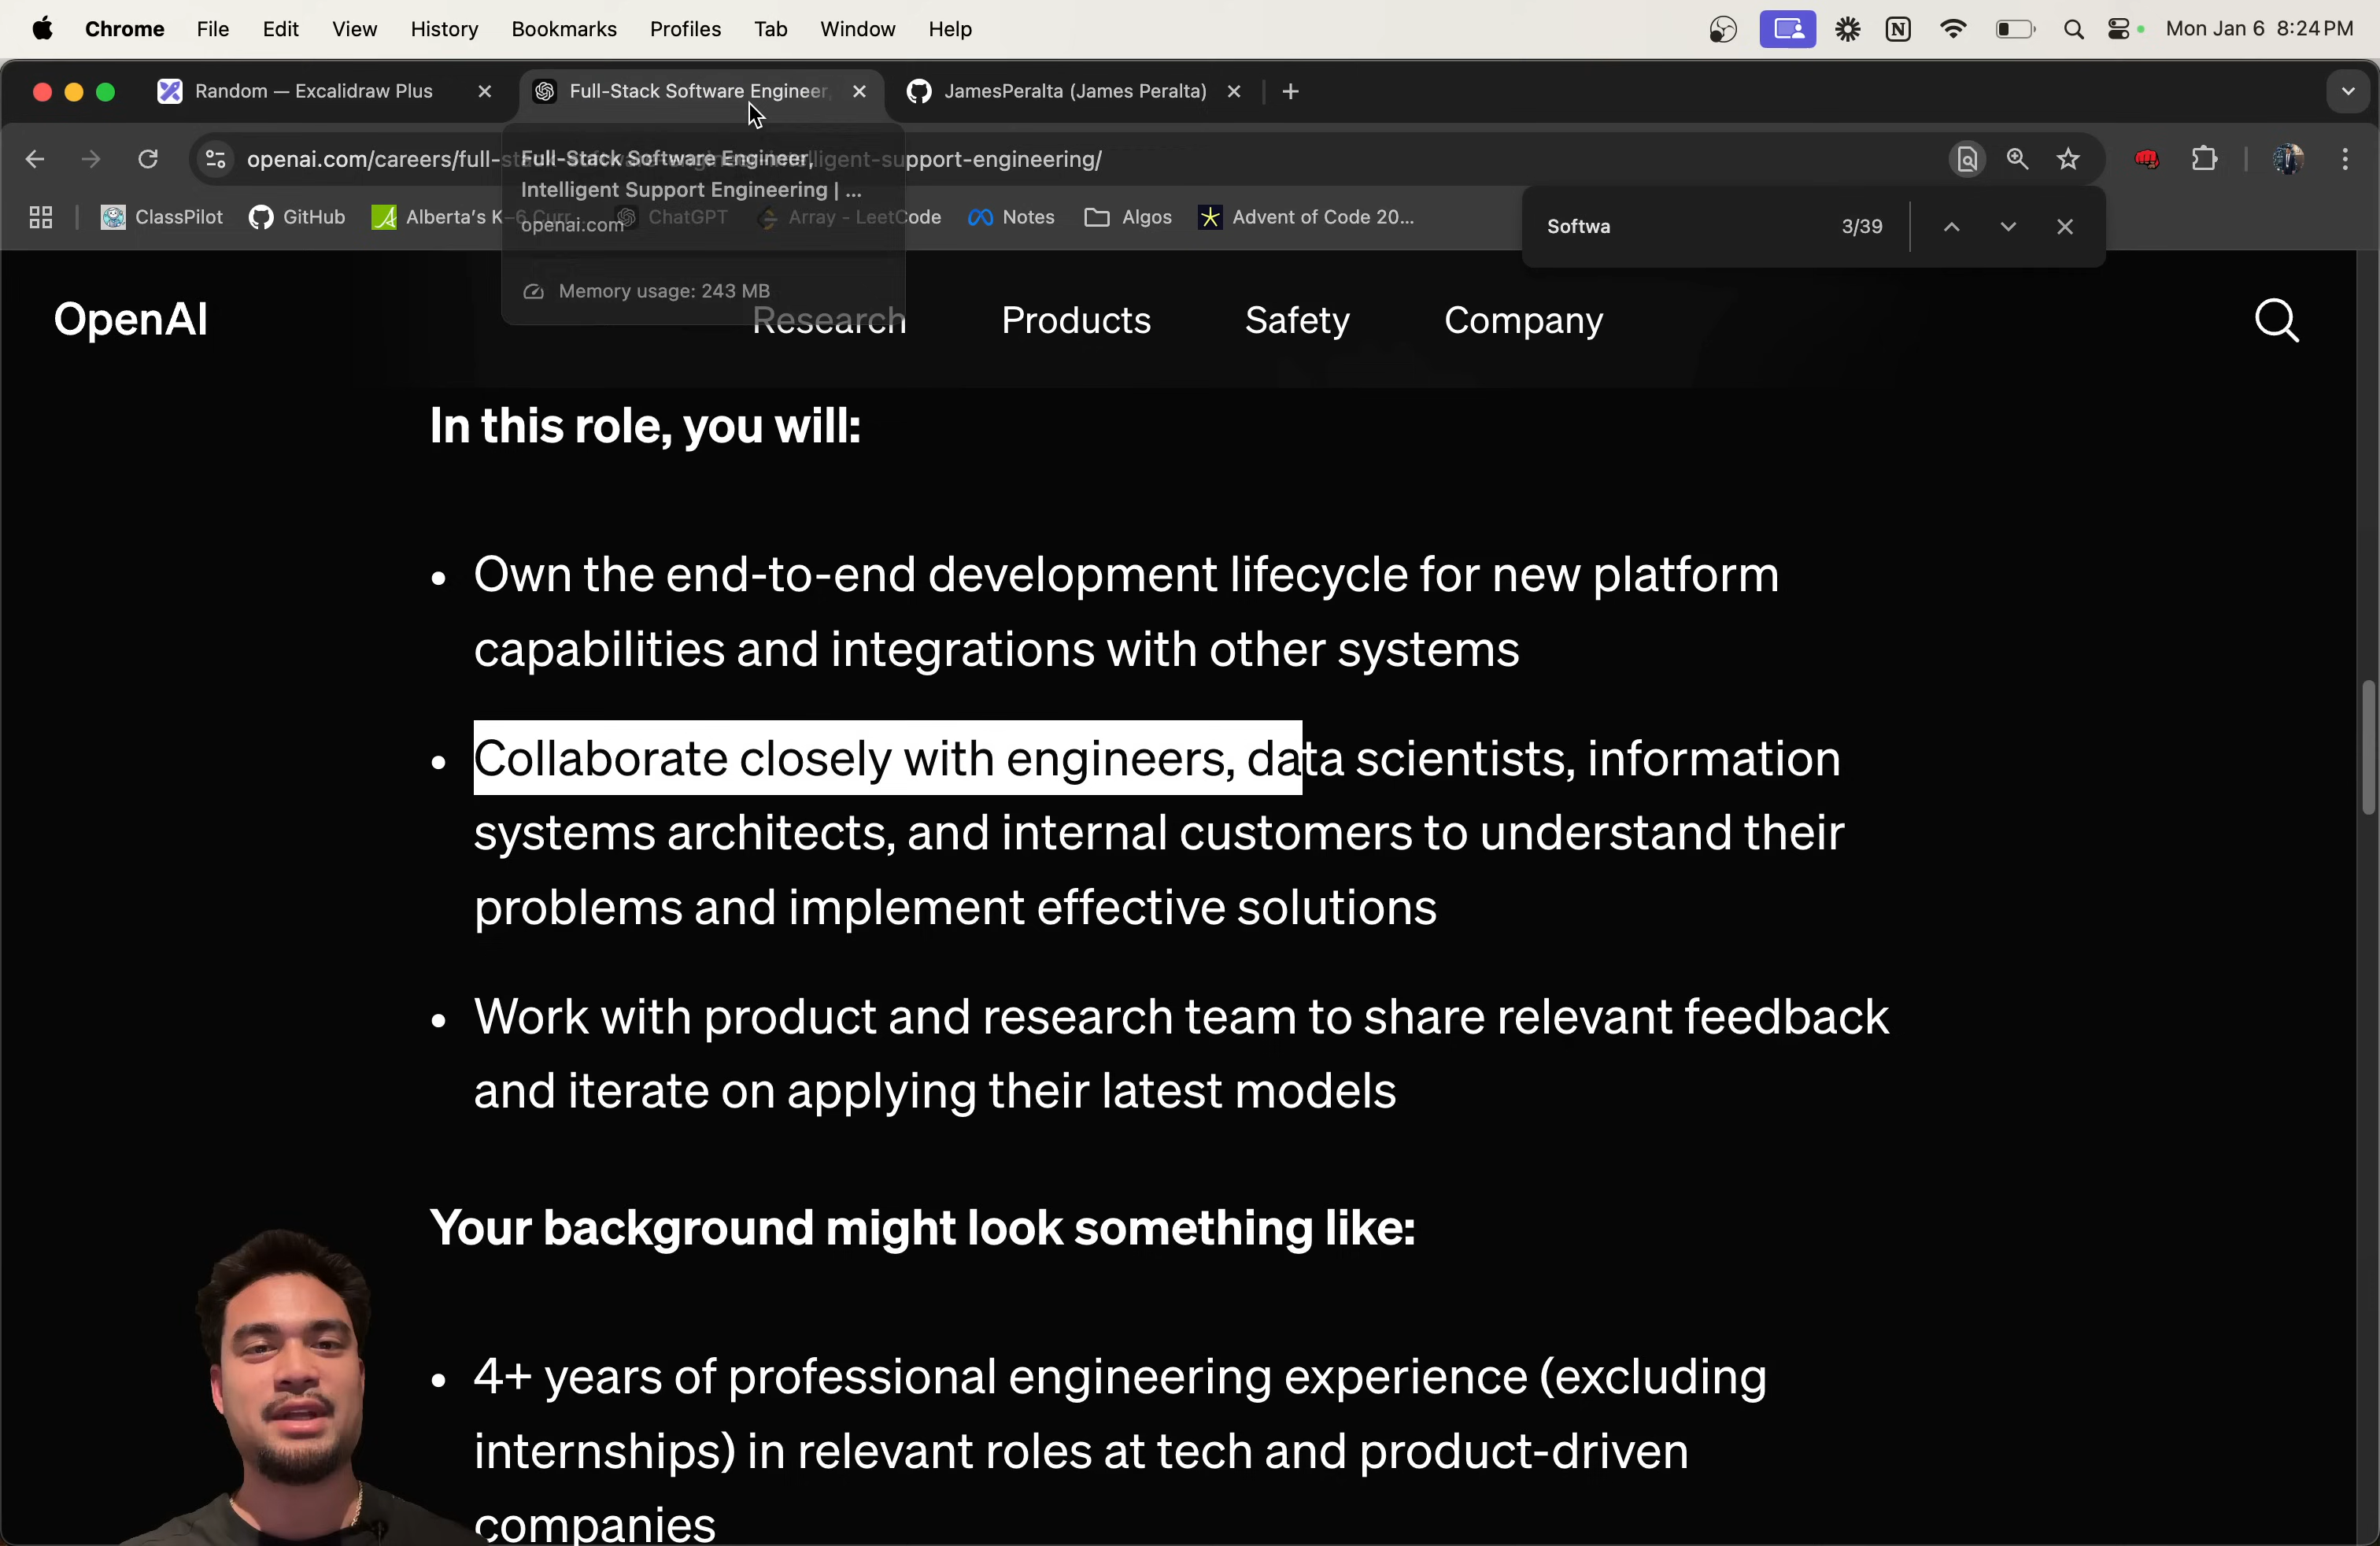 Chrome File Edit View History Bookmarks Profiles Tab Window Help Mon Jan 6 8:24 PM
Random — Excalidraw Plus Full-Stack Software Engineer, JamesPeralta (James Peralta)
openai.com/careers/full-stack-software-engineer-intelligent-support-engineering/
Full-Stack Software Engineer,
Intelligent Support Engineering | ...
openai.com
Memory usage: 243 MB
ClassPilot GitHub Alberta's K–6 Curr... ChatGPT Array - LeetCode Notes Algos Advent of Code 20...
Softwa 3/39
OpenAI Research Products Safety Company
In this role, you will:
• Own the end-to-end development lifecycle for new platform
capabilities and integrations with other systems
• Collaborate closely with engineers, data scientists, information
systems architects, and internal customers to understand their
problems and implement effective solutions
• Work with product and research team to share relevant feedback
and iterate on applying their latest models
Your background might look something like:
• 4+ years of professional engineering experience (excluding
internships) in relevant roles at tech and product-driven
companies